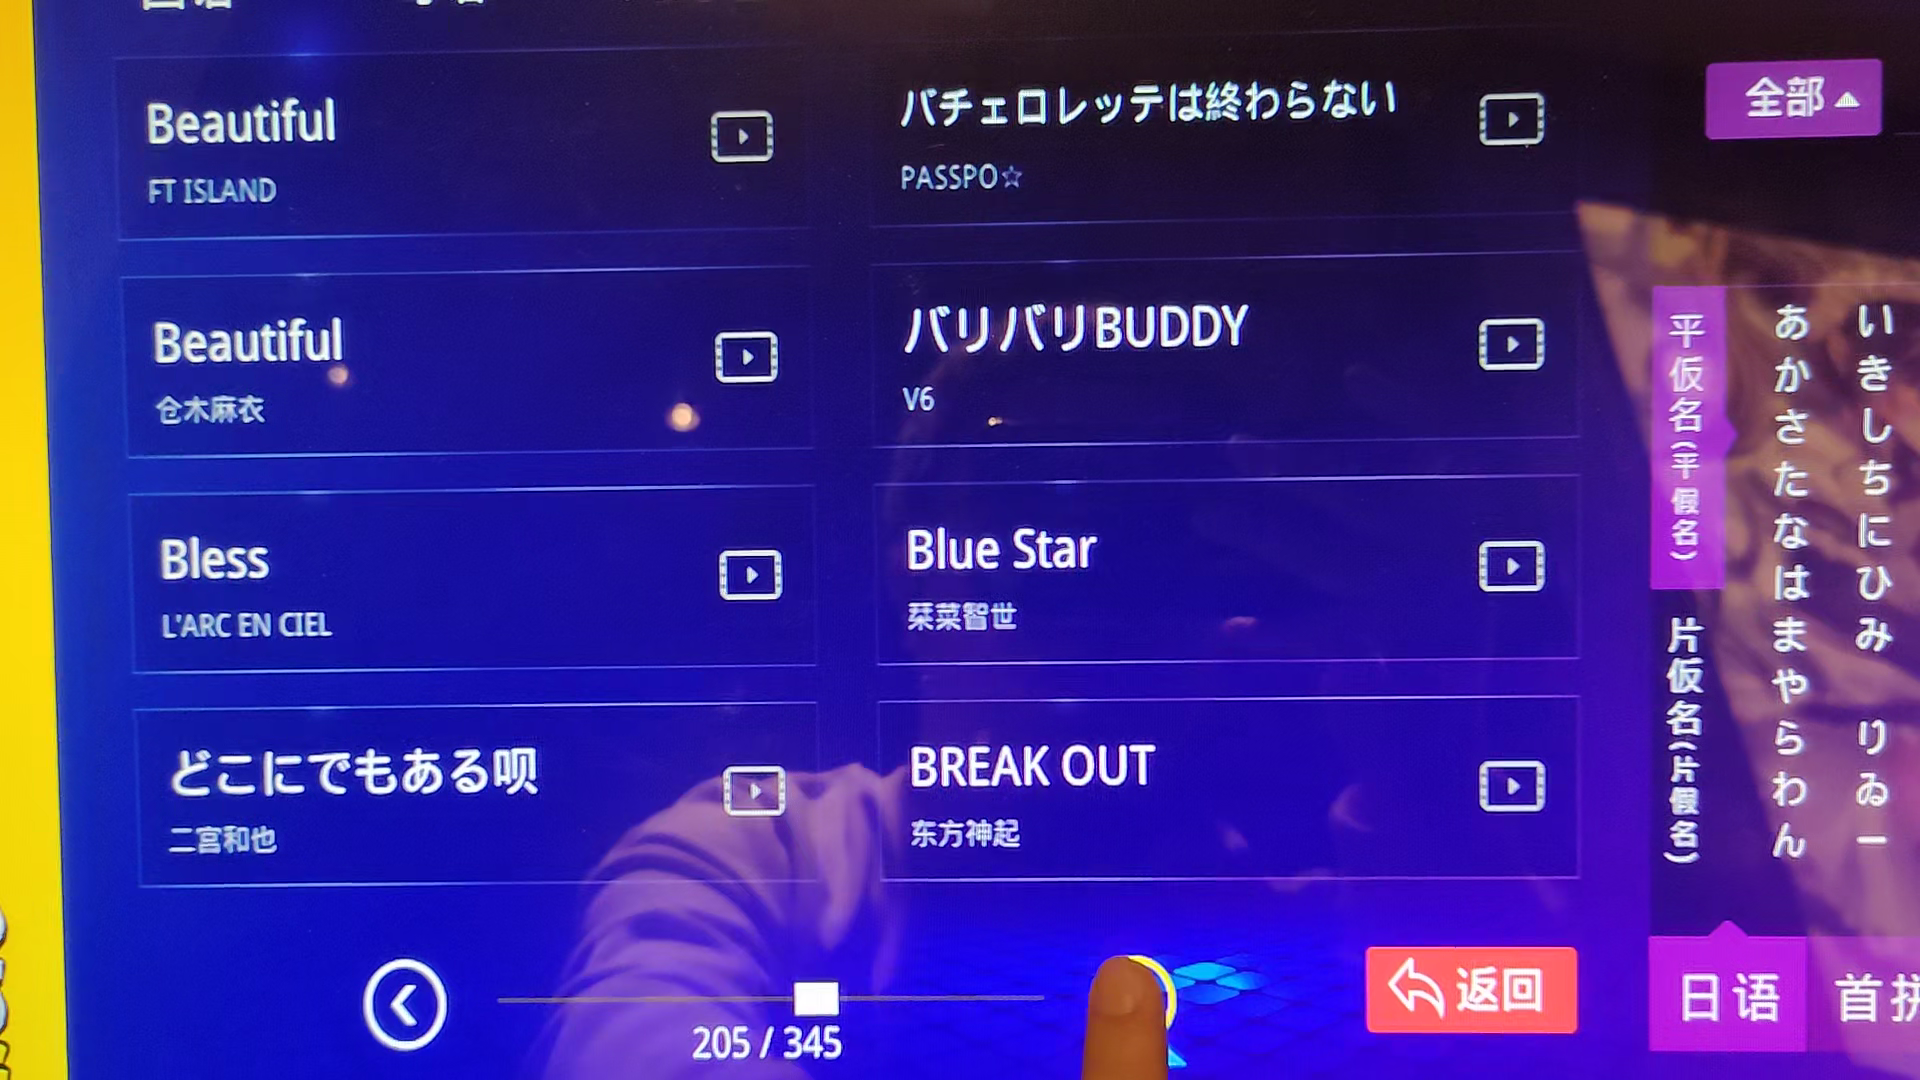 Beautiful
FT ISLAND
バチェロレッテは終わらない
PASSPO☆
Beautiful
仓木麻衣
バリバリBUDDY
V6
Bless
L'ARC EN CIEL
Blue Star
栞菜智世
どこにでもある呗
二宫和也
BREAK OUT
东方神起
205 / 345
返回
全部
平仮名(平假名)
片仮名(片假名)
あかさたなはまやらわん
いきしちにひみ りゐー
日语
首拼